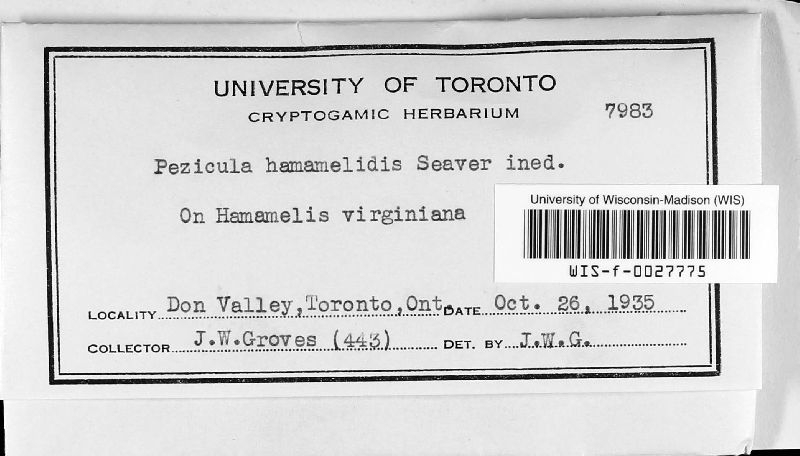 UNIVERSITY OF TORONTO
CRYPTOGAMIC HERBARIUM 7983
Pezicula hamamelidis Seaver ined.
On Hamamelis virginiana
University of Wisconsin-Madison (WIS)
WIS-f-0027775
LOCALITY Don Valley,Toronto,Ont. DATE Oct. 26, 1935
COLLECTOR J.W.Groves (443) DET. BY J.W.G.